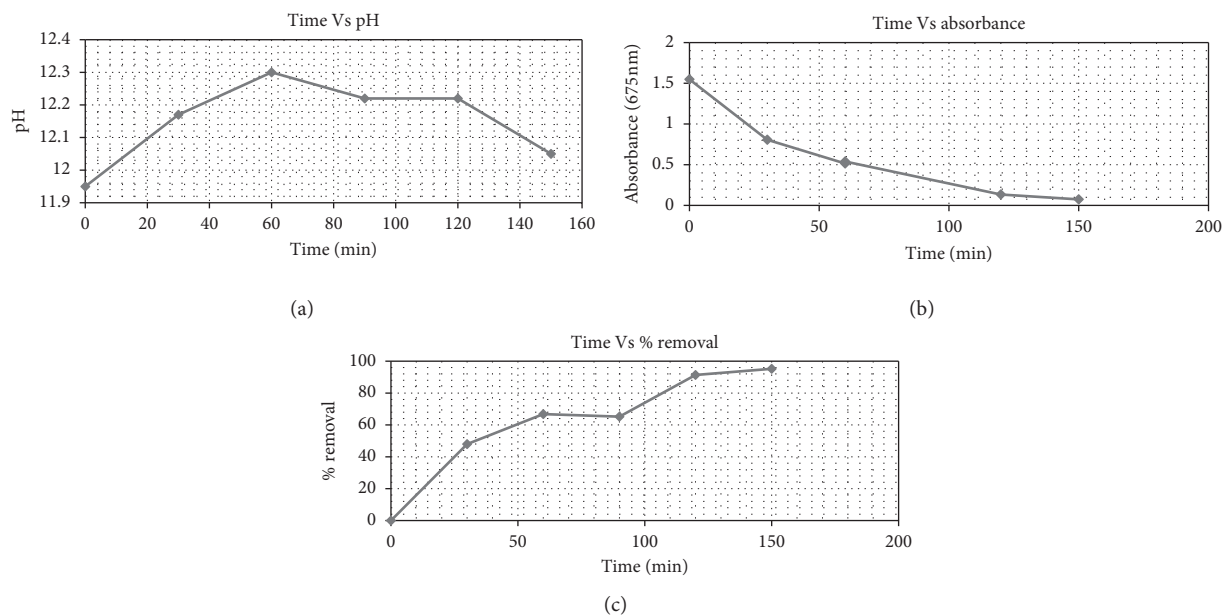 Time Vs pH
12.4
12.3
12.2
12.1
12
11.9
pH
0 20 40 60 80 100 120 140 160
Time (min)
(a)
Time Vs absorbance
2
1.5
1
0.5
0
Absorbance (675nm)
0 50 100 150 200
Time (min)
(b)
Time Vs % removal
100
80
60
40
20
0
% removal
0 50 100 150 200
Time (min)
(c)